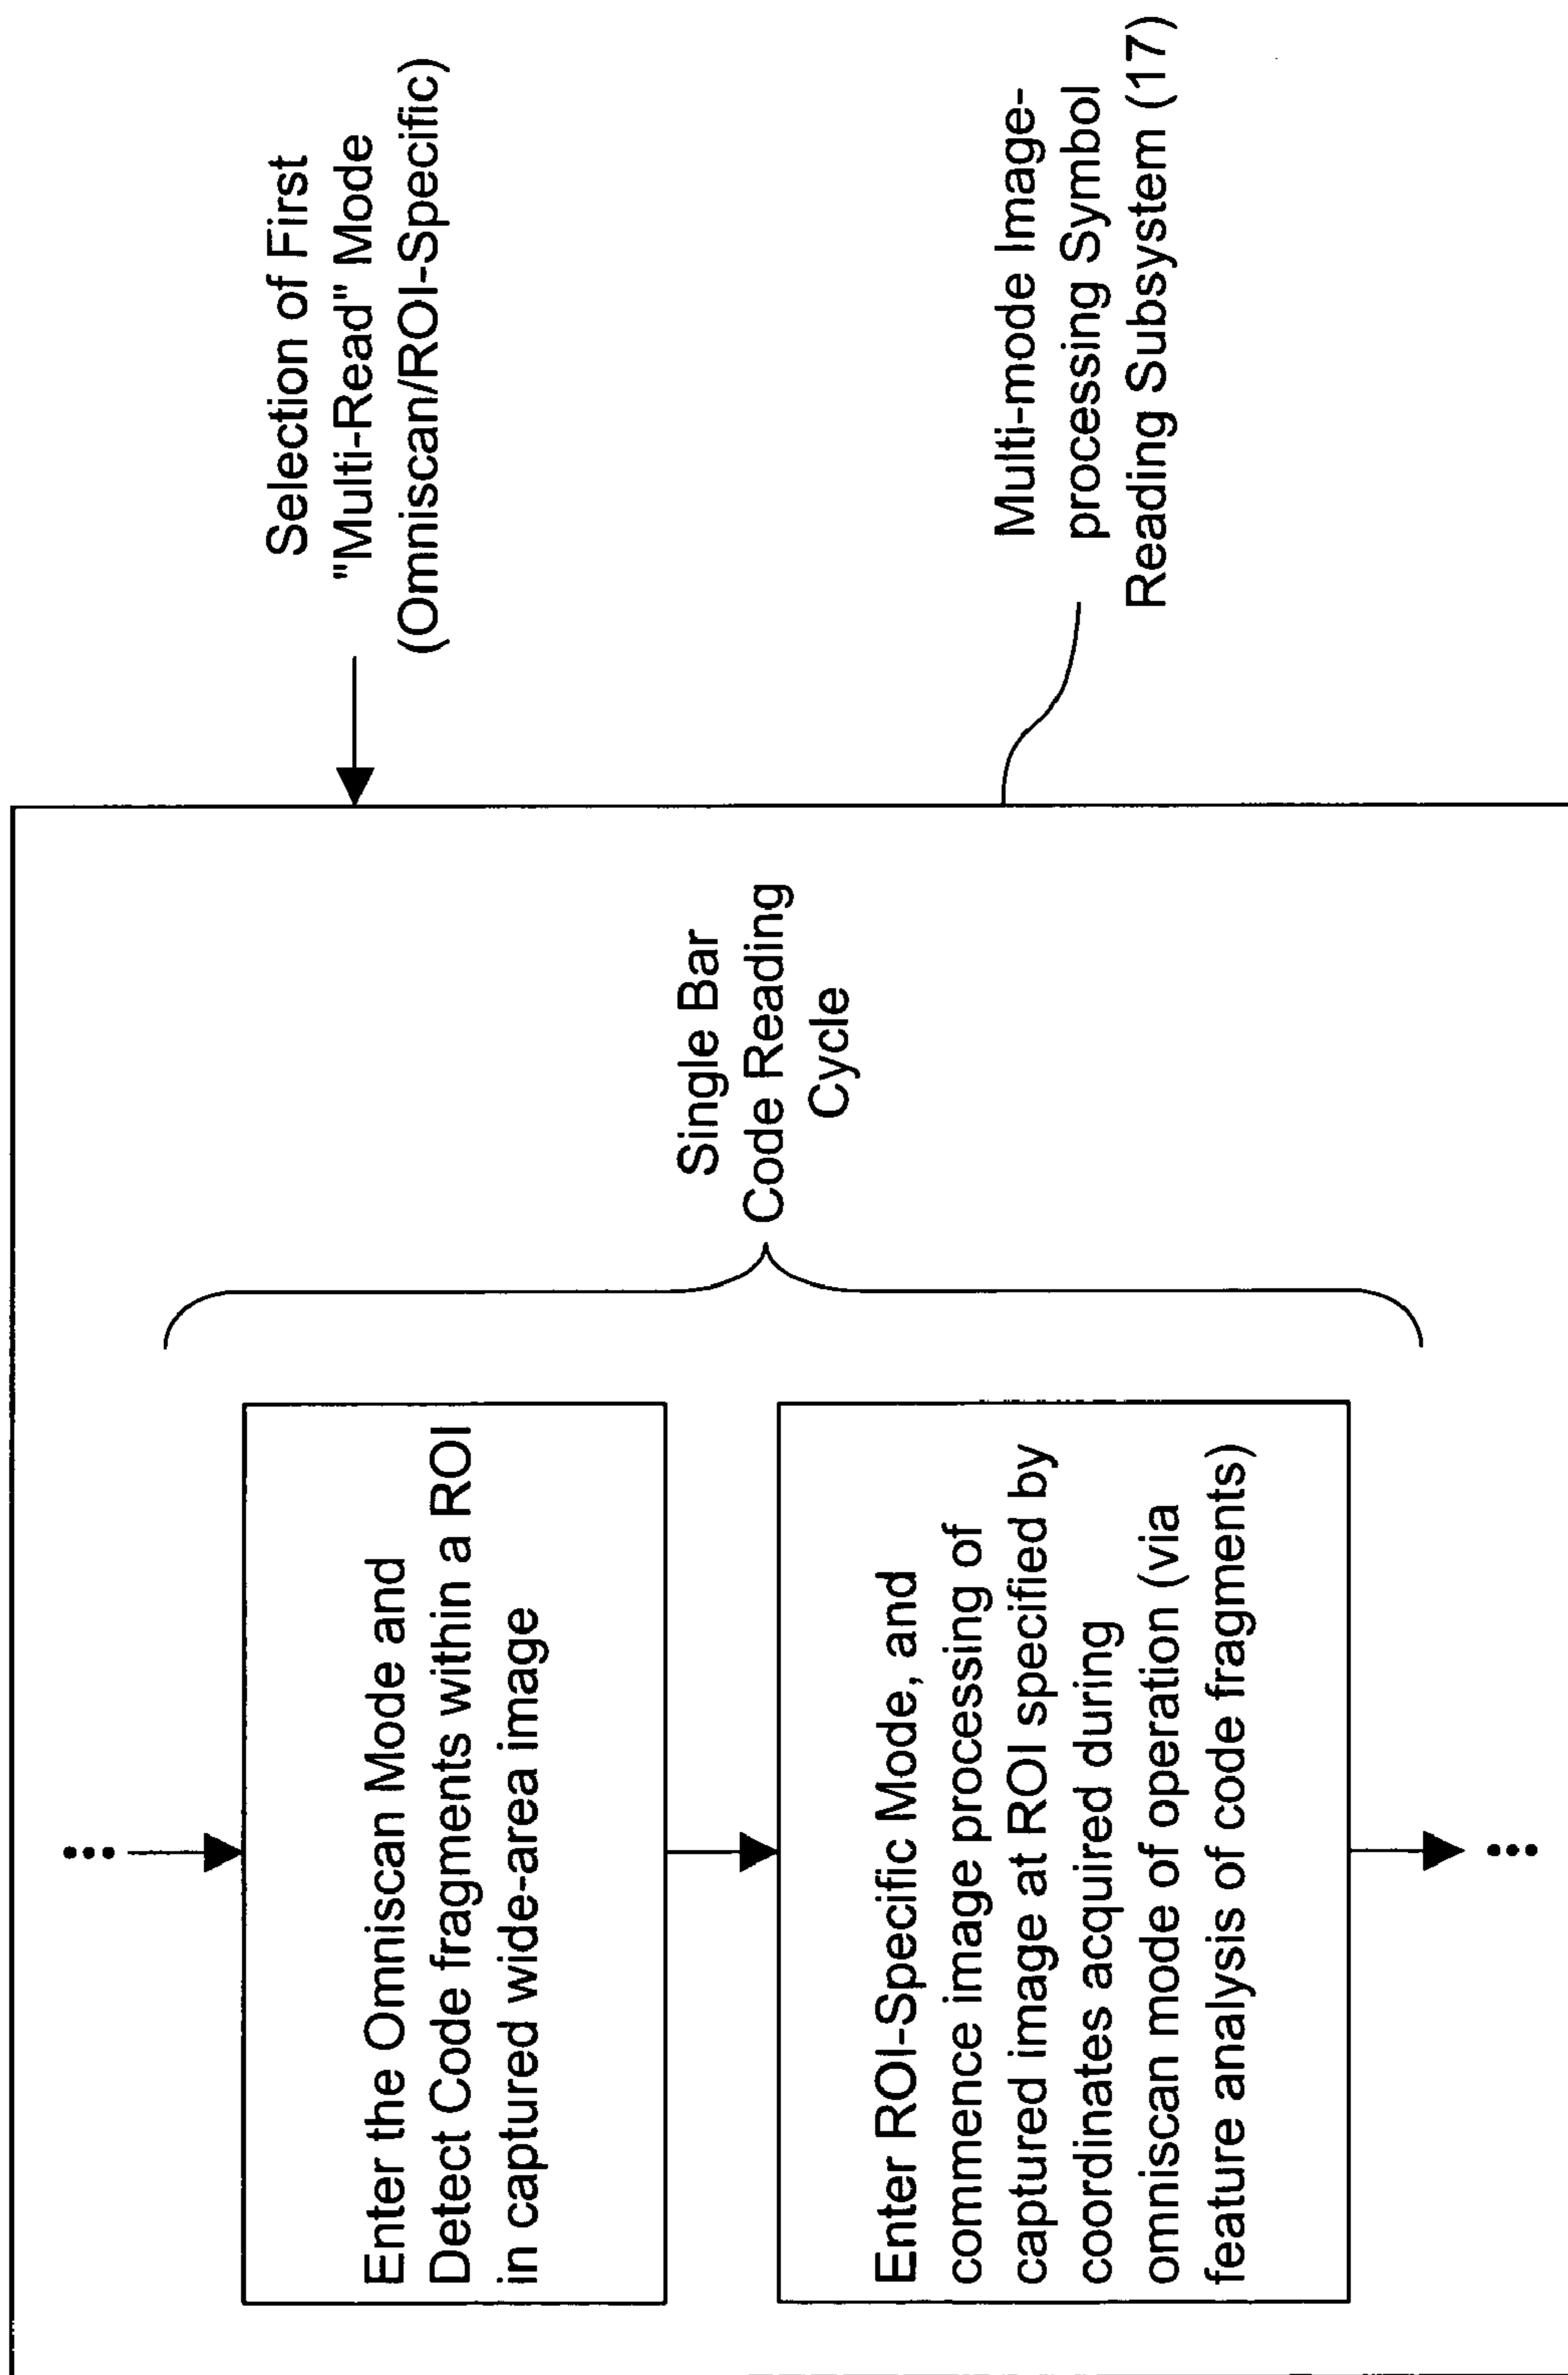 Enter the Omniscan Mode and
Detect Code fragments within a ROI
in captured wide-area image
Enter ROI-Specific Mode, and
commence image processing of
captured image at ROI specified by
coordinates acquired during
omniscan mode of operation (via
feature analysis of code fragments)
Single Bar
Code Reading
Cycle
Selection of First
"Multi-Read" Mode
(Omniscan/ROI-Specific)
Multi-mode Image-
processing Symbol
Reading Subsystem (17)